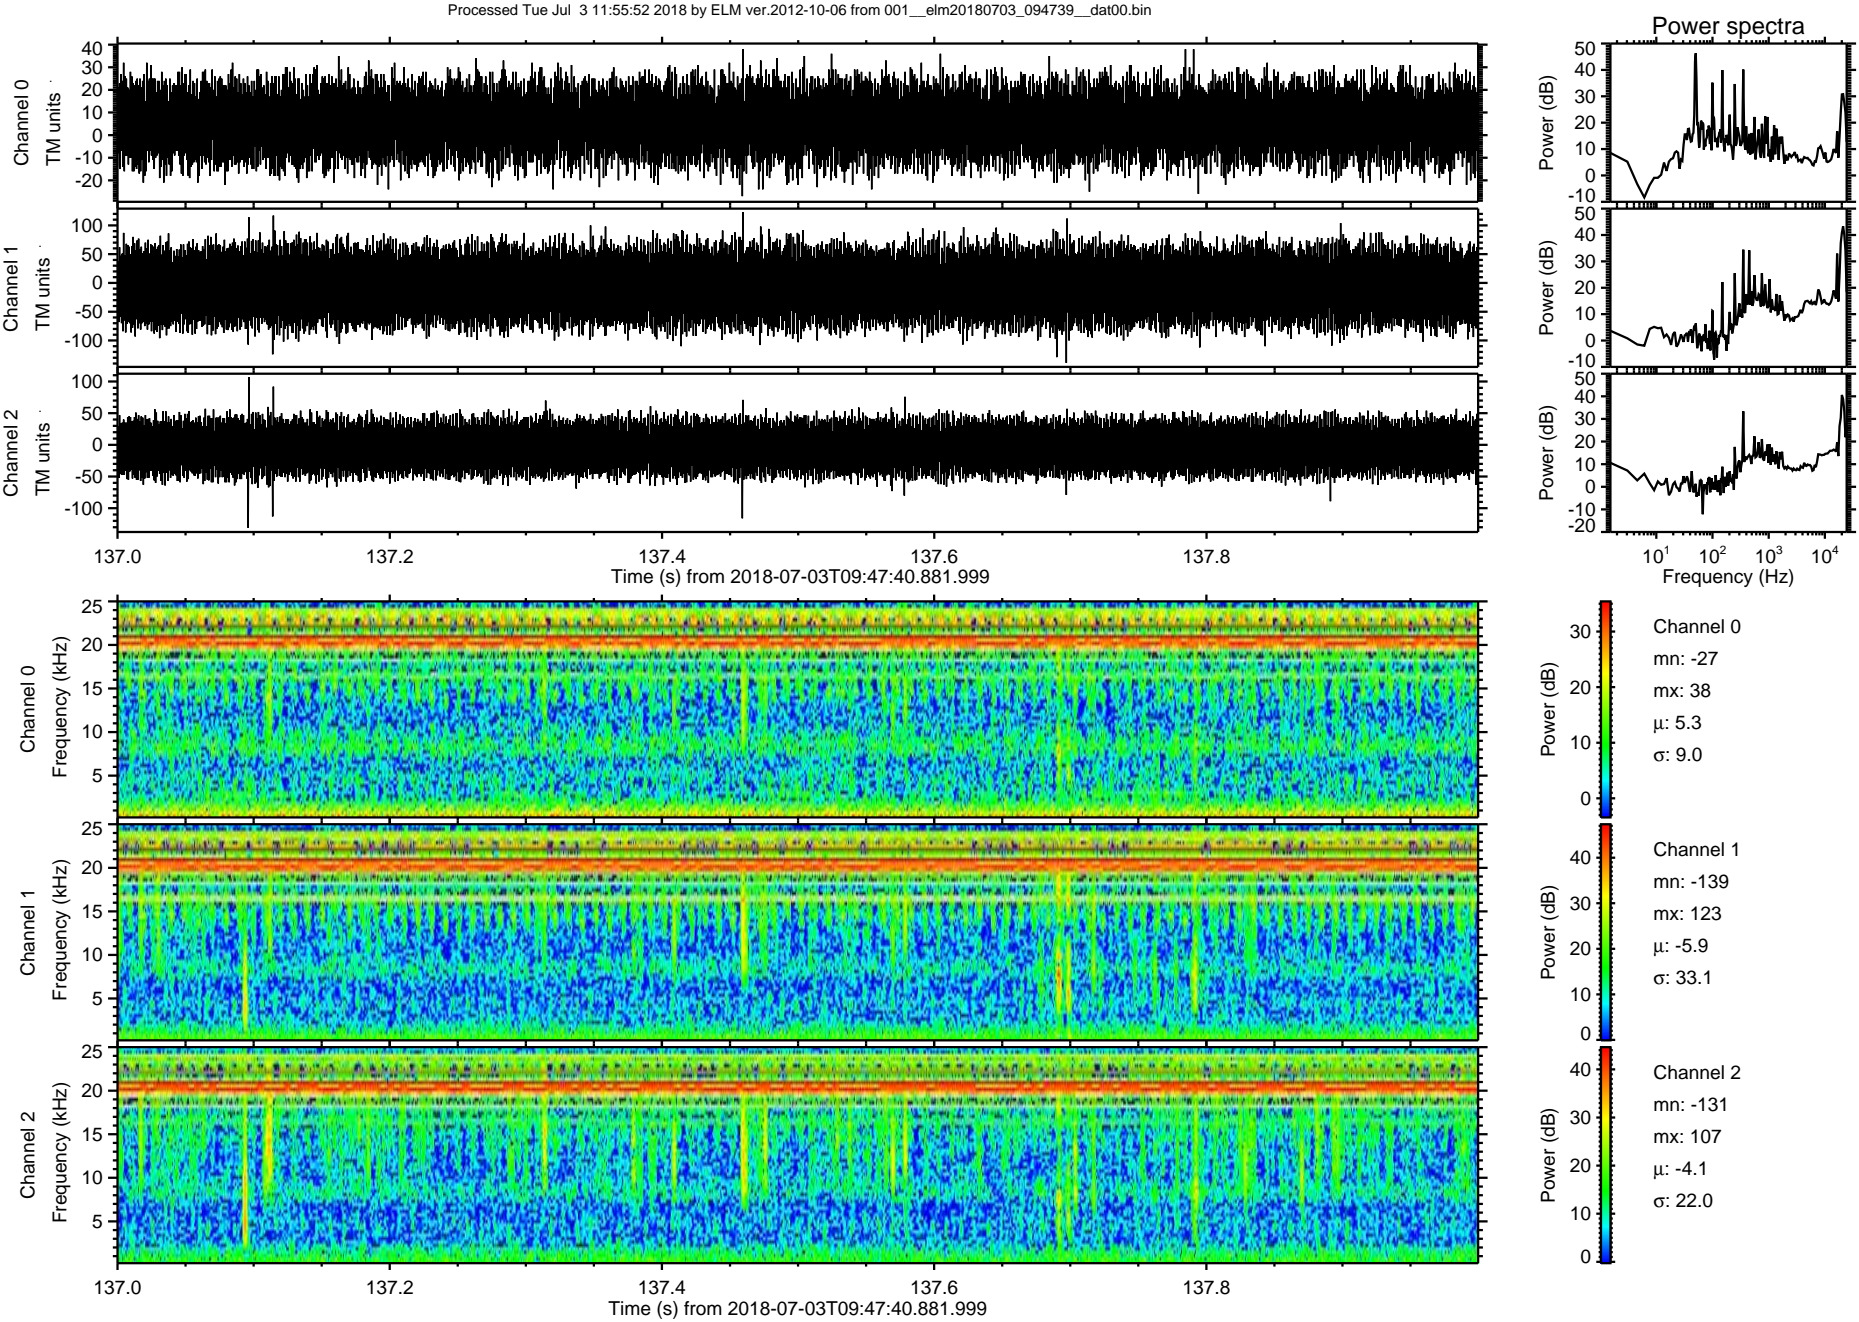 Processed Tue Jul  3 11:55:52 2018 by ELM ver.2012-10-06 from 001__elm20180703_094739__dat00.bin
Power spectra
Channel 0
TM units
40
30
20
10
0
-10
-20
Power (dB)
50
40
30
20
10
0
-10
Channel 1
TM units
100
50
0
-50
-100
Power (dB)
50
40
30
20
10
0
-10
Channel 2
TM units
100
50
0
-50
-100
Power (dB)
50
40
30
20
10
0
-10
-20
137.0 137.2 137.4 137.6 137.8
Time (s) from 2018-07-03T09:47:40.881.999
10¹ 10² 10³ 10⁴
Frequency (Hz)
Channel 0
Frequency (kHz)
25
20
15
10
5
Power (dB)
30
20
10
0
Channel 0
mn: -27
mx: 38
μ: 5.3
σ: 9.0
Channel 1
Frequency (kHz)
25
20
15
10
5
Power (dB)
40
30
20
10
0
Channel 1
mn: -139
mx: 123
μ: -5.9
σ: 33.1
Channel 2
Frequency (kHz)
25
20
15
10
5
Power (dB)
40
30
20
10
0
Channel 2
mn: -131
mx: 107
μ: -4.1
σ: 22.0
137.0 137.2 137.4 137.6 137.8
Time (s) from 2018-07-03T09:47:40.881.999